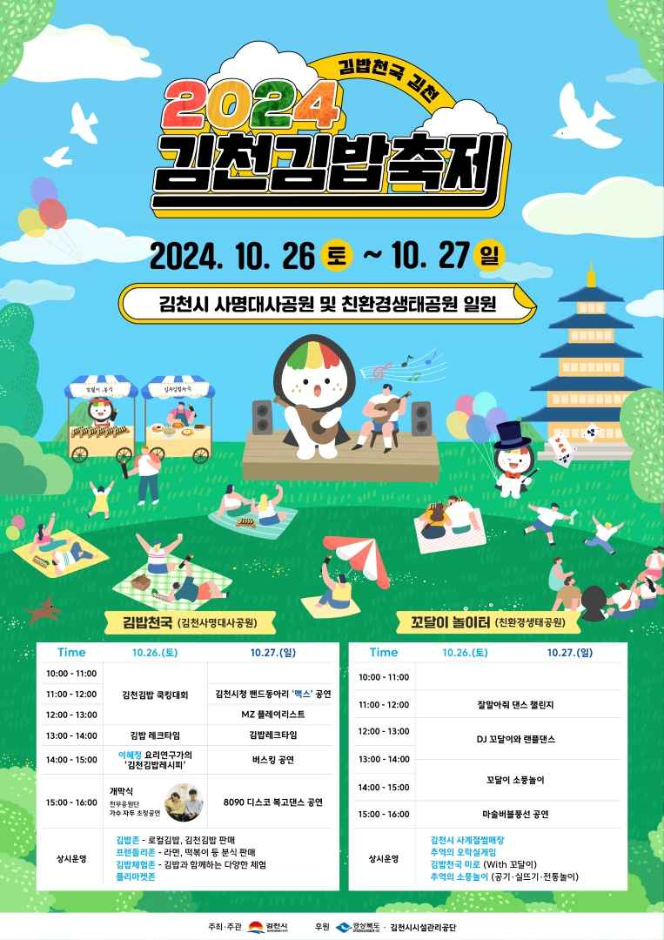 김밥천국 김천
2024
김천김밥축제
2024. 10. 26 토 ~ 10. 27 일
김천시 사명대사공원 및 친환경생태공원 일원
김밥천국 (김천사명대사공원)
Time 10.26.(토) 10.27.(일)
10:00 - 11:00
11:00 - 12:00 김천김밥 쿡킹대회 김천시청 밴드동아리 '맥스' 공연
12:00 - 13:00 MZ 플레이리스트
13:00 - 14:00 김밥 레크타임 김밥레크타임
14:00 - 15:00 이혜정 요리연구가의 '김천김밥레시피' 버스킹 공연
15:00 - 16:00 개막식 8090 디스코 복고댄스 공연
가수 자두 초청공연
상시운영
김밥존 - 로컬김밥, 김천김밥 판매
프렌들리존 - 라면, 떡볶이 등 분식 판매
김밥체험존 - 김밥과 함께하는 다양한 체험
플리마켓존
꼬달이 놀이터 (친환경생태공원)
Time 10.26.(토) 10.27.(일)
10:00 - 11:00
11:00 - 12:00 잘말아줘 댄스 챌린지
12:00 - 13:00 DJ 꼬달이와 랜플댄스
13:00 - 14:00
14:00 - 15:00 꼬달이 소풍놀이
15:00 - 16:00 마술버블풍선 공연
상시운영
김천시 사계절썰매장
추억의 오락실게임
김밥천국 미로 (With 꼬달이)
추억의 소풍놀이 (공기·실뜨기·전통놀이)
주최·주관 김천시 후원 경상북도 · 김천시시설관리공단